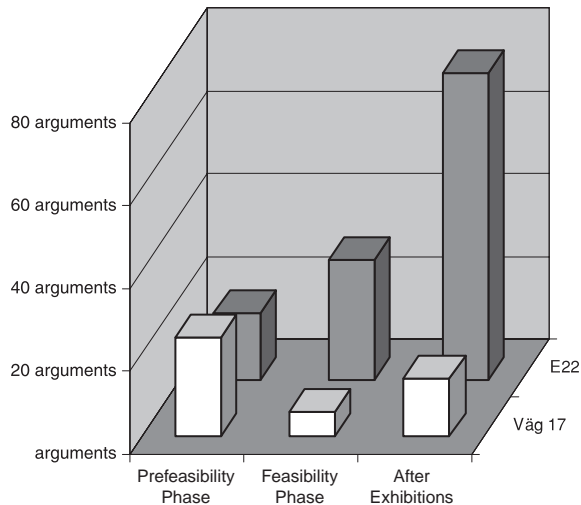 80 arguments
60 arguments
40 arguments
20 arguments
arguments
E22
Väg 17
Prefeasibility
Phase
Feasibility
Phase
After
Exhibitions